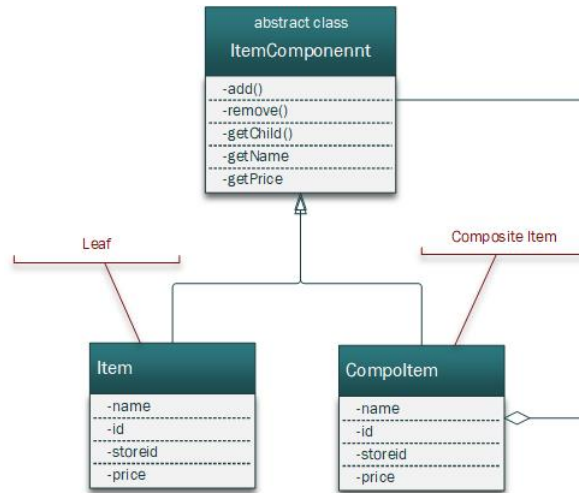 abstract class
ItemComponennt
-add()
-remove()
-getChild()
-getName
-getPrice
Leaf
Composite Item
Item
-name
-id
-storeid
-price
CompoItem
-name
-id
-storeid
-price